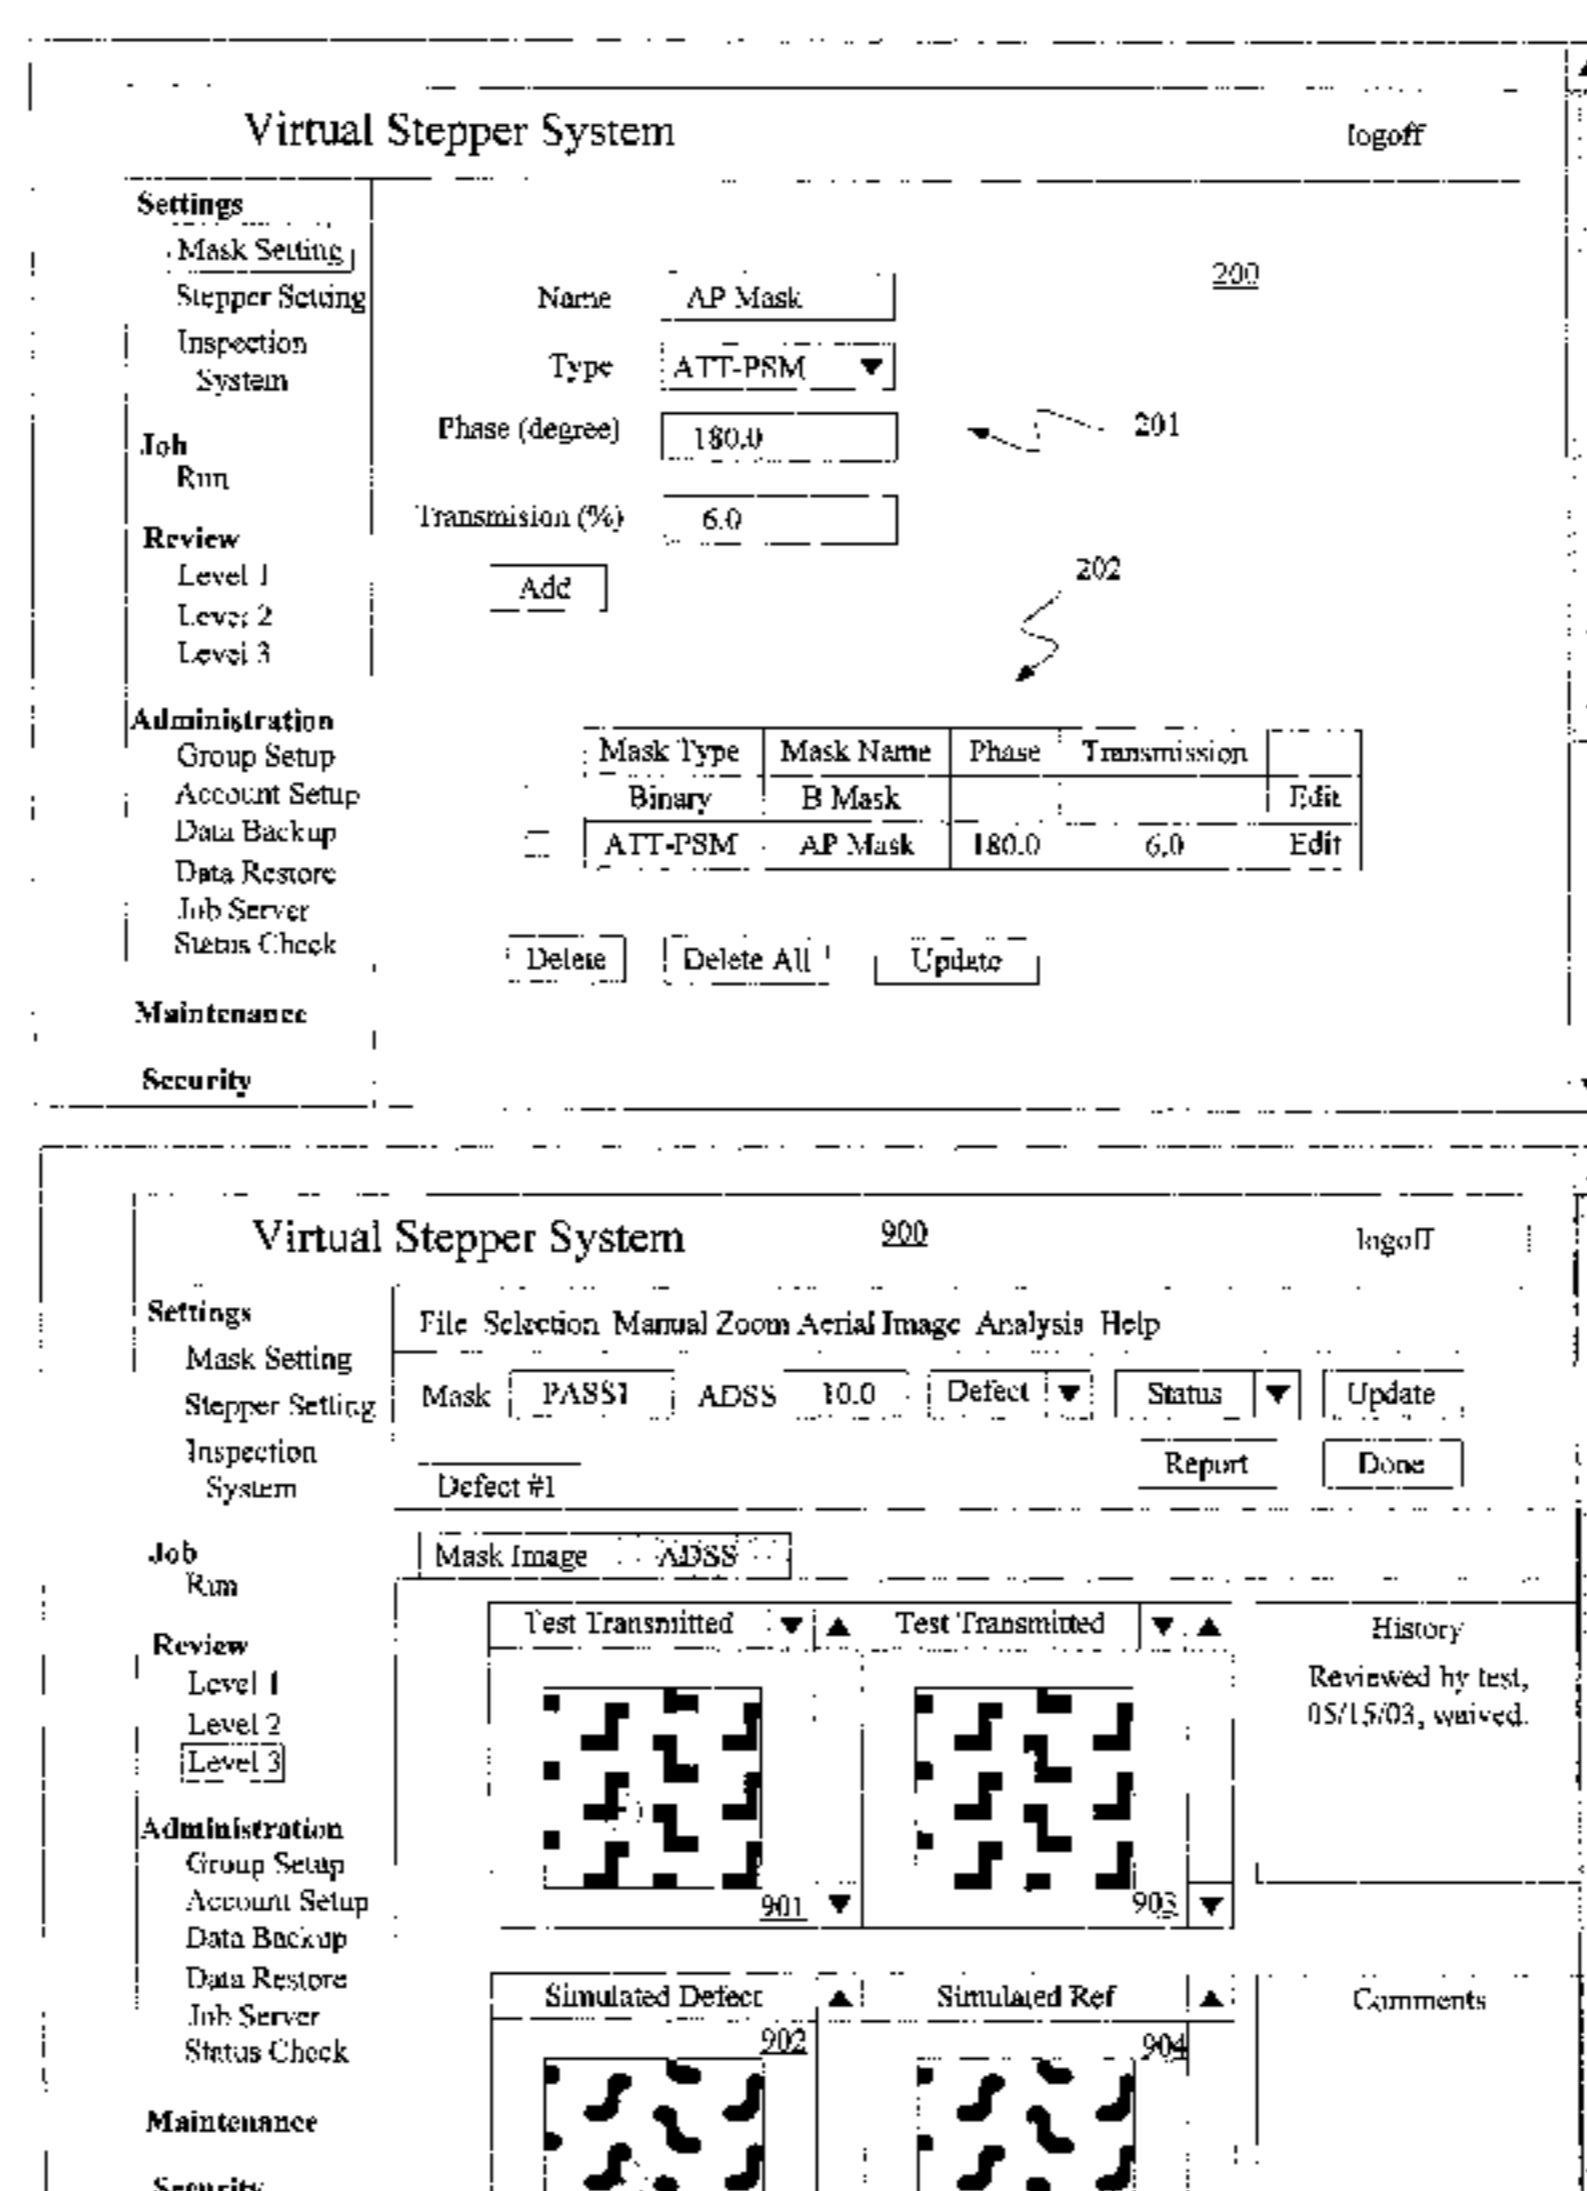 Virtual Stepper System
logoff
Settings
Mask Setting
Stepper Setting
Inspection
System
Job
Run
Review
Level 1
Level 2
Level 3
Administration
Group Setup
Account Setup
Data Backup
Data Restore
Job Server
Status Check
Maintenance
Security
200
Name AP Mask
Type ATT-PSM
Phase (degree) 180.0
201
Transmision (%) 6.0
Add
202
Mask Type Mask Name Phase Transmission
Binary B Mask Edit
ATT-PSM AP Mask 180.0 6.0 Edit
Delete Delete All Update
Virtual Stepper System 900 logoff
Settings
Mask Setting
Stepper Setting
Inspection
System
Job
Run
Review
Level 1
Level 2
Level 3
Administration
Group Setup
Account Setup
Data Backup
Data Restore
Job Server
Status Check
Maintenance
Security
File Selection Manual Zoom Aerial Image Analysis Help
Mask PASS1 ADSS 10.0 Defect Status Update
Report Done
Defect #1
Mask Image ADSS
Test Transmitted Test Transmitted
901 903
History
Reviewed by test,
05/15/03, waived.
Simulated Defect Simulated Ref
902 904
Comments